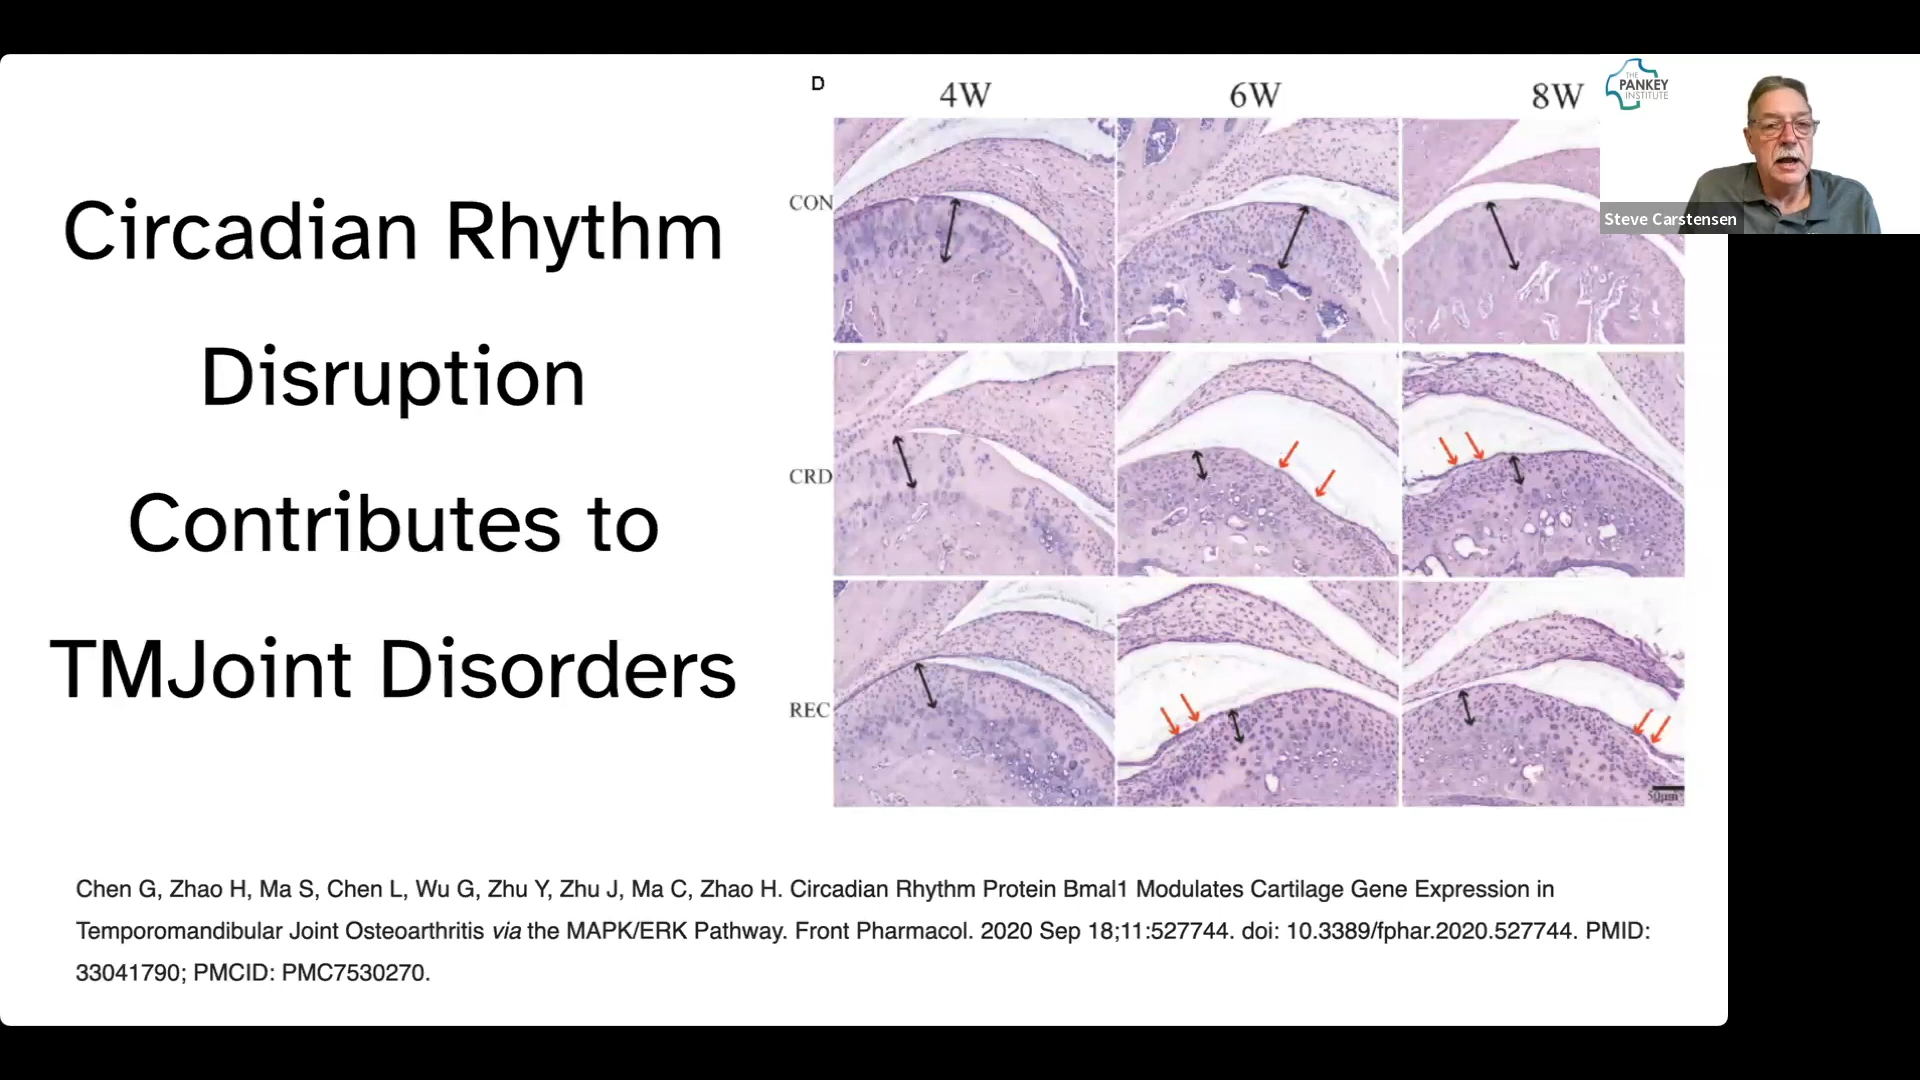 Circadian Rhythm
Disruption
Contributes to
TMJoint Disorders
D
4W
6W
8W
CON
CRD
REC
50μm
THE
PANKEY
INSTITUTE
Steve Carstensen
Chen G, Zhao H, Ma S, Chen L, Wu G, Zhu Y, Zhu J, Ma C, Zhao H. Circadian Rhythm Protein Bmal1 Modulates Cartilage Gene Expression in
Temporomandibular Joint Osteoarthritis via the MAPK/ERK Pathway. Front Pharmacol. 2020 Sep 18;11:527744. doi: 10.3389/fphar.2020.527744. PMID:
33041790; PMCID: PMC7530270.